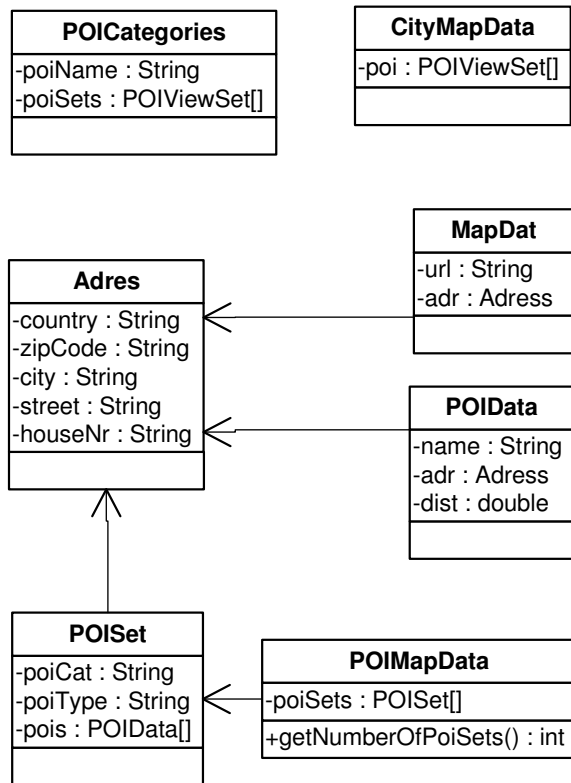 POICategories
-poiName : String
-poiSets : POIViewSet[]
CityMapData
-poi : POIViewSet[]
MapDat
-url : String
-adr : Adress
Adres
-country : String
-zipCode : String
-city : String
-street : String
-houseNr : String
POIData
-name : String
-adr : Adress
-dist : double
POISet
-poiCat : String
-poiType : String
-pois : POIData[]
POIMapData
-poiSets : POISet[]
+getNumberOfPoiSets() : int